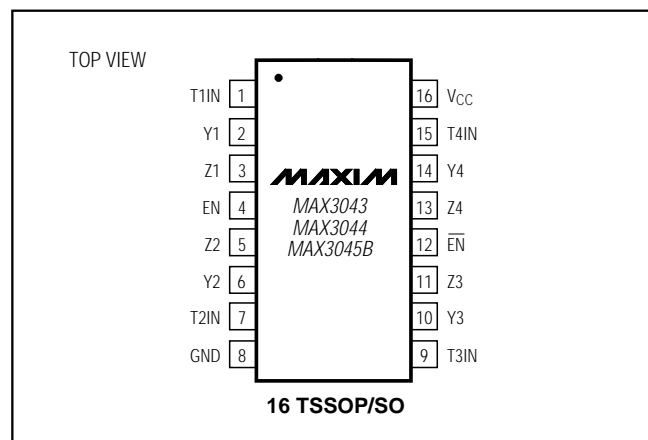 TOP VIEW
T1IN 1 16 VCC
Y1 2 15 T4IN
Z1 3 14 Y4
MAXIM
EN 4 MAX3043 13 Z4
MAX3044
Z2 5 MAX3045B 12 E̅N̅
Y2 6 11 Z3
T2IN 7 10 Y3
GND 8 9 T3IN
16 TSSOP/SO